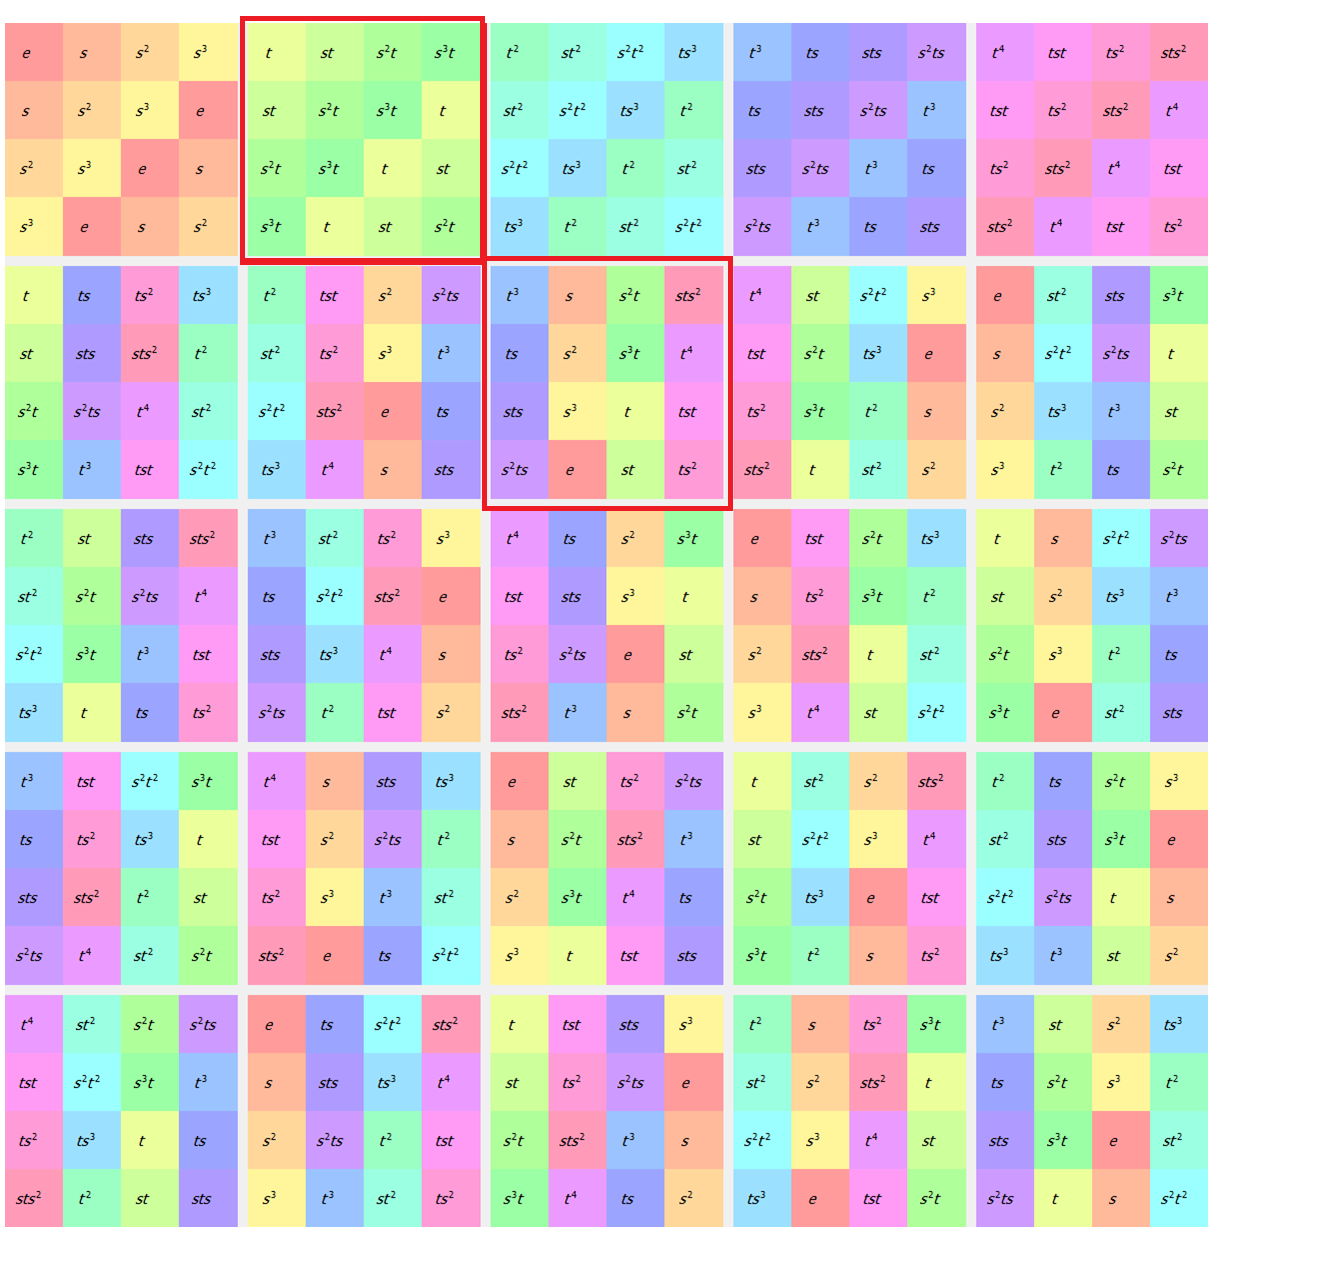 e s s² s³ t st s²t s³t t² st² s²t² ts³ t³ ts sts s²ts t⁴ tst ts² sts²
s s² s³ e st s²t s³t t st² s²t² ts³ t² ts sts s²ts t³ tst ts² sts² t⁴
s² s³ e s s²t s³t t st s²t² ts³ t² st² sts s²ts t³ ts ts² sts² t⁴ tst
s³ e s s² s³t t st s²t ts³ t² st² s²t² s²ts t³ ts sts sts² t⁴ tst ts²
t ts ts² ts³ t² tst s² s²ts t³ s s²t sts² t⁴ st s²t² s³ e st² sts s³t
st sts sts² t² st² ts² s³ t³ ts s² s³t t⁴ tst s²t ts³ e s s²t² s²ts t
s²t s²ts t⁴ st² s²t² sts² e ts sts s³ t tst ts² s³t t² s s² ts³ t³ st
s³t t³ tst s²t² ts³ t⁴ s sts s²ts e st ts² sts² t st² s² s³ t² ts s²t
t² st sts sts² t³ st² ts² s³ t⁴ ts s² s³t e tst s²t ts³ t s s²t² s²ts
st² s²t s²ts t⁴ ts s²t² sts² e tst sts s³ t s ts² s³t t² st s² ts³ t³
s²t² s³t t³ tst sts ts³ t⁴ s ts² s²ts e st s² sts² t st² s²t s³ t² ts
ts³ t ts ts² s²ts t² tst s² sts² t³ s s²t s³ t⁴ st s²t² s³t e st² sts
t³ tst s²t² s³t t⁴ s sts ts³ e st ts² s²ts t st² s² sts² t² ts s²t s³
ts ts² ts³ t tst s² s²ts t² s s²t sts² t³ st s²t² s³ t⁴ st² sts s³t e
sts sts² t² st ts² s³ t³ st² s² s³t t⁴ ts s²t ts³ e tst s²t² s²ts t s
s²ts t⁴ st² s²t sts² e ts s²t² s³ t tst sts s³t t² s ts² ts³ t³ st s²
t⁴ st² s²t s²ts e ts s²t² sts² t tst sts s³ t² s ts² s³t t³ st s² ts³
tst s²t² s³t t³ s sts ts³ t⁴ st ts² s²ts e st² s² sts² t ts s²t s³ t²
ts² ts³ t ts s² s²ts t² tst s²t sts² t³ s s²t² s³ t⁴ st sts s³t e st²
sts² t² st sts s³ t³ st² ts² s³t t⁴ ts s² ts³ e tst s²t s²ts t s s²t²